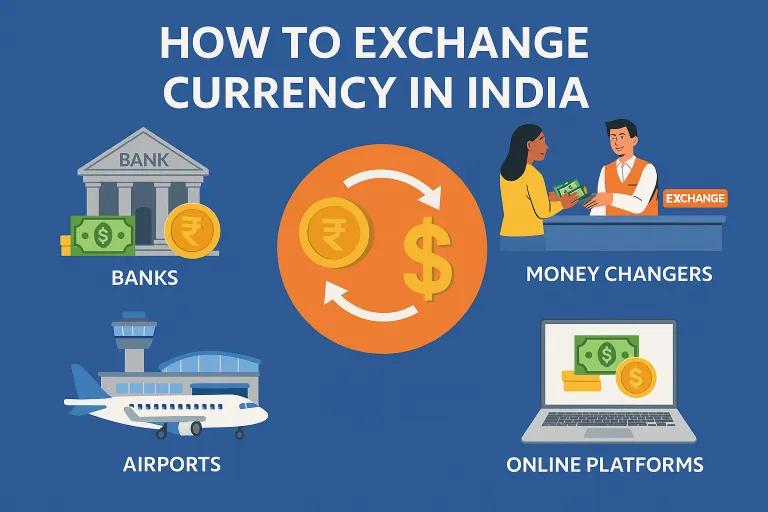 HOW TO EXCHANGE
CURRENCY IN INDIA
BANK
$
₹
BANKS
₹
$
EXCHANGE
MONEY CHANGERS
AIRPORTS
$
$
ONLINE PLATFORMS